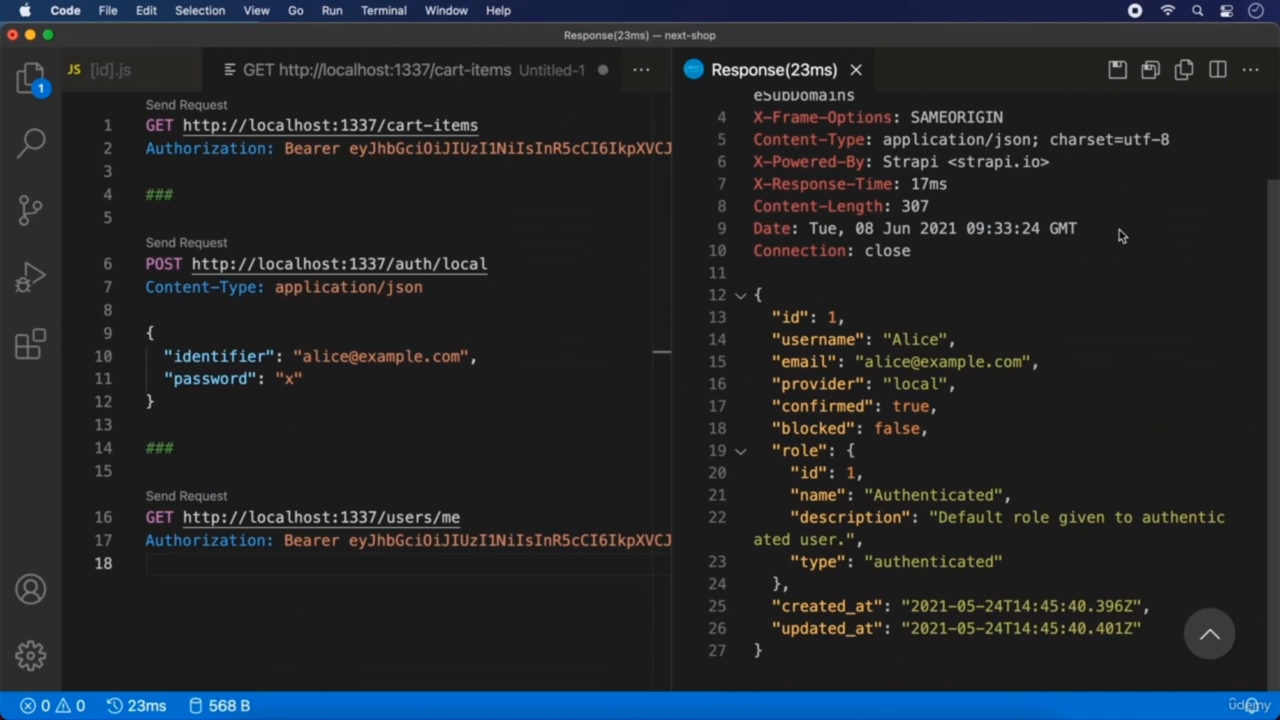 Code File Edit Selection View Go Run Terminal Window Help
Response(23ms) — next-shop
JS [id].js
GET http://localhost:1337/cart-items Untitled-1
Response(23ms)
1
Send Request
1 GET http://localhost:1337/cart-items
2 Authorization: Bearer eyJhbGciOiJIUzI1NiIsInR5cCI6IkpXVCJ
3
4 ###
5
Send Request
6 POST http://localhost:1337/auth/local
7 Content-Type: application/json
8
9 {
10 "identifier": "alice@example.com",
11 "password": "x"
12 }
13
14 ###
15
Send Request
16 GET http://localhost:1337/users/me
17 Authorization: Bearer eyJhbGciOiJIUzI1NiIsInR5cCI6IkpXVCJ
18
eSubDomains
4 X-Frame-Options: SAMEORIGIN
5 Content-Type: application/json; charset=utf-8
6 X-Powered-By: Strapi <strapi.io>
7 X-Response-Time: 17ms
8 Content-Length: 307
9 Date: Tue, 08 Jun 2021 09:33:24 GMT
10 Connection: close
11
12 {
13 "id": 1,
14 "username": "Alice",
15 "email": "alice@example.com",
16 "provider": "local",
17 "confirmed": true,
18 "blocked": false,
19 "role": {
20 "id": 1,
21 "name": "Authenticated",
22 "description": "Default role given to authentic
ated user.",
23 "type": "authenticated"
24 },
25 "created_at": "2021-05-24T14:45:40.396Z",
26 "updated_at": "2021-05-24T14:45:40.401Z"
27 }
0 0 23ms 568 B
udemy